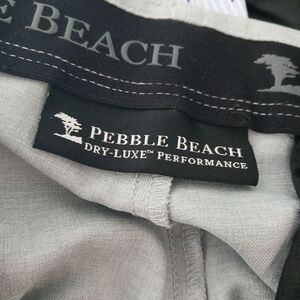 E BEACH
PEBBLE BEACH
DRY-LUXE™ PERFORMANCE